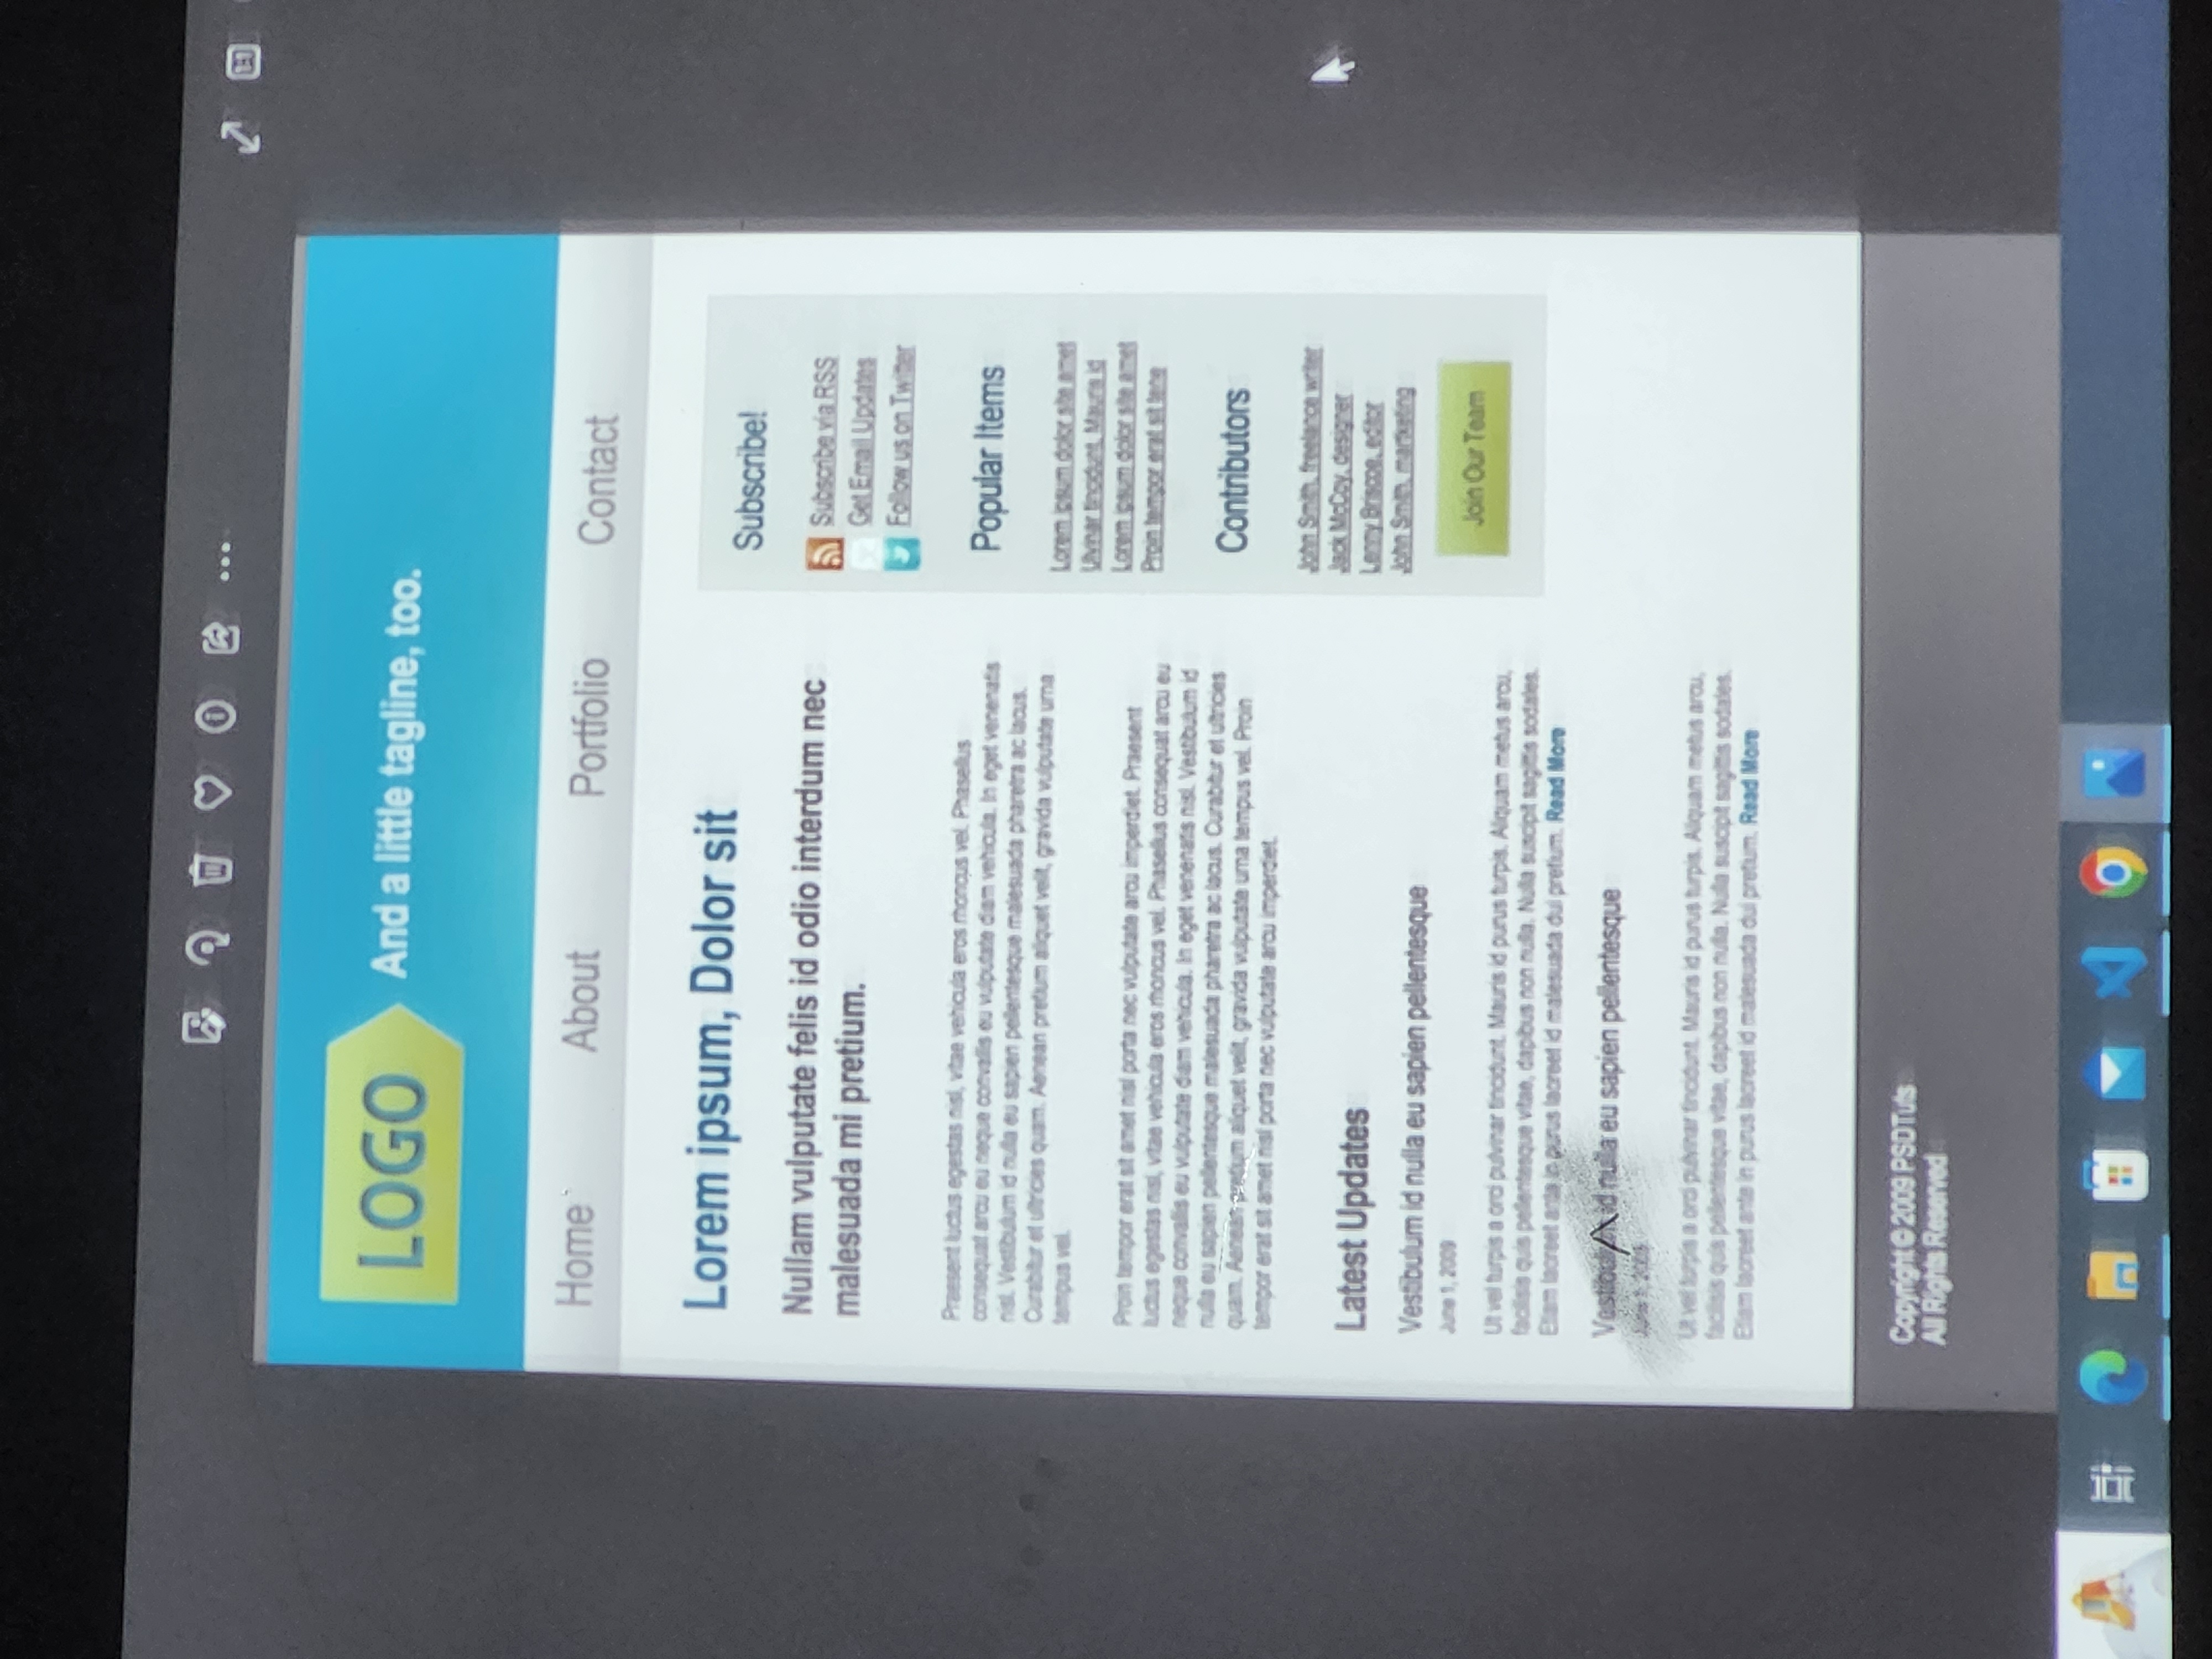 LOGO
And a little tagline, too.
Home
About
Portfolio
Contact
Lorem ipsum, Dolor sit
Nullam vulputate felis id odio interdum nec
malesuada mi pretium.
Praesent luctus egestas nisl, vitae vehicula eros rhoncus vel. Phasellus
consequat arcu eu neque convallis eu vulputate diam vehicula. In eget venenatis
nisl. Vestibulum id nulla eu sapien pellentesque malesuada pharetra ac lacus.
Curabitur et ultricies quam. Aenean pretium aliquet velit, gravida vulputate urna
tempus vel.
Proin tempor erat sit amet nisl porta nec vulputate arcu imperdiet. Praesent
luctus egestas nisl, vitae vehicula eros rhoncus vel. Phasellus consequat arcu eu
neque convallis eu vulputate diam vehicula. In eget venenatis nisl. Vestibulum id
nulla eu sapien pellentesque malesuada pharetra ac lacus. Curabitur et ultricies
quam. Aenean pretium aliquet velit, gravida vulputate urna tempus vel. Proin
tempor erat sit amet nisl porta nec vulputate arcu imperdiet.
Latest Updates
Vestibulum id nulla eu sapien pellentesque
June 1, 2009
Ut vel turpis a orci pulvinar tincidunt. Mauris id purus turpis. Aliquam metus arcu,
facilisis quis pellentesque vitae, dapibus non nulla. Nulla suscipit sagittis sodales.
Etiam laoreet ante in purus laoreet id malesuada dui pretium. Read More
Vestibulum id nulla eu sapien pellentesque
June 1, 2009
Ut vel turpis a orci pulvinar tincidunt. Mauris id purus turpis. Aliquam metus arcu,
facilisis quis pellentesque vitae, dapibus non nulla. Nulla suscipit sagittis sodales.
Etiam laoreet ante in purus laoreet id malesuada dui pretium. Read More
Subscribe!
Subscribe via RSS
Get Email Updates
Follow us on Twitter
Popular Items
Lorem ipsum dolor site amet
Ulvinar tincidunt, Mauris id
Lorem ipsum dolor site amet
Proin tempor erat sit tene
Contributors
John Smith, freelance writer
Jack McCoy, designer
Lenny Briscoe, editor
John Smith, martketing
Join Our Team
Copyright © 2009 PSDTuts
All Rights Reserved